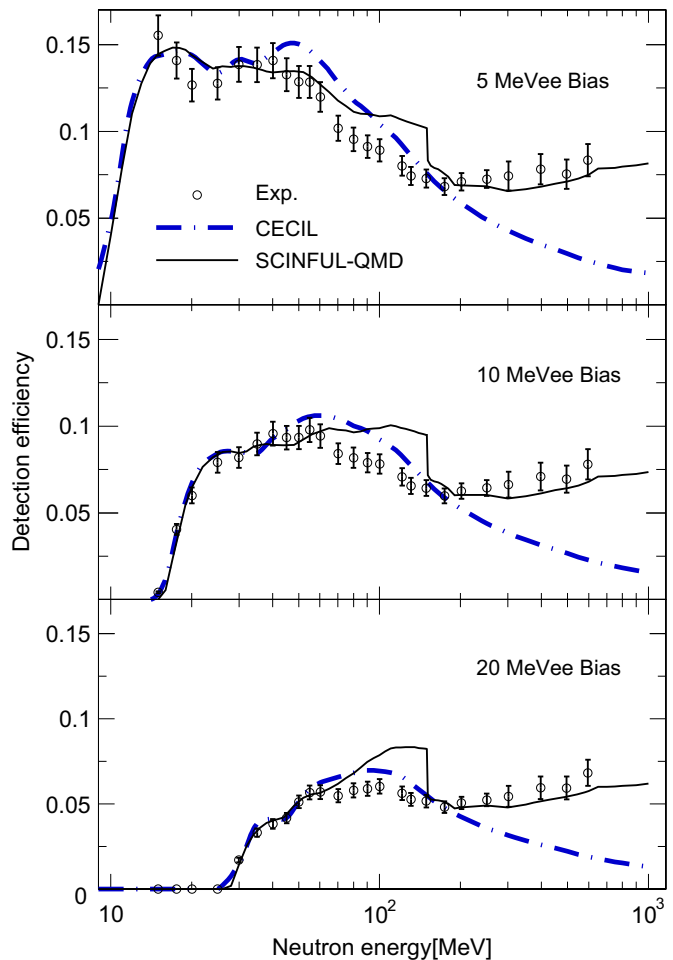 0.15
5 MeVee Bias
0.1
Exp.
0.05
CECIL
SCINFUL-QMD
0.15
10 MeVee Bias
0.1
0.05
Detection efficiency
0.15
20 MeVee Bias
0.1
0.05
0
10 10² 10³
Neutron energy[MeV]